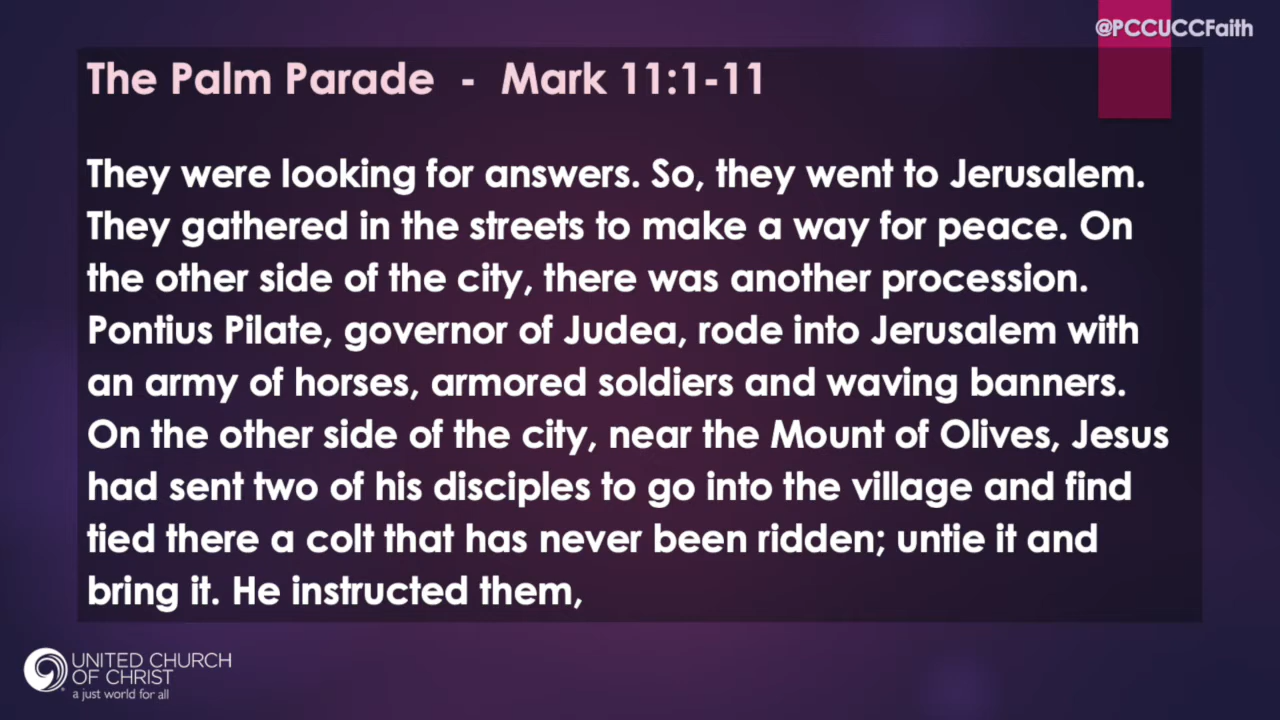 @PCCUCCFaith
The Palm Parade - Mark 11:1-11
They were looking for answers. So, they went to Jerusalem.
They gathered in the streets to make a way for peace. On
the other side of the city, there was another procession.
Pontius Pilate, governor of Judea, rode into Jerusalem with
an army of horses, armored soldiers and waving banners.
On the other side of the city, near the Mount of Olives, Jesus
had sent two of his disciples to go into the village and find
tied there a colt that has never been ridden; untie it and
bring it. He instructed them,
UNITED CHURCH
OF CHRIST
a just world for all